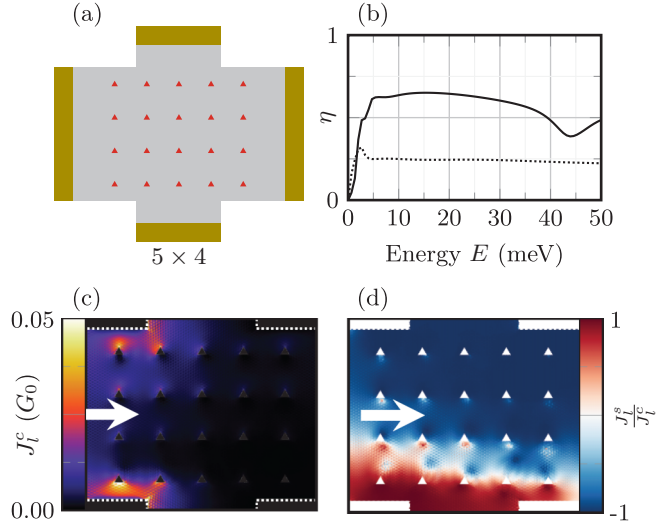 (a)
5 × 4
(b)
1
η
0
0 10 20 30 40 50
Energy E (meV)
(c)
0.05
J_l^c (G_0)
0.00
(d)
1
J_l^s / J_l^c
-1